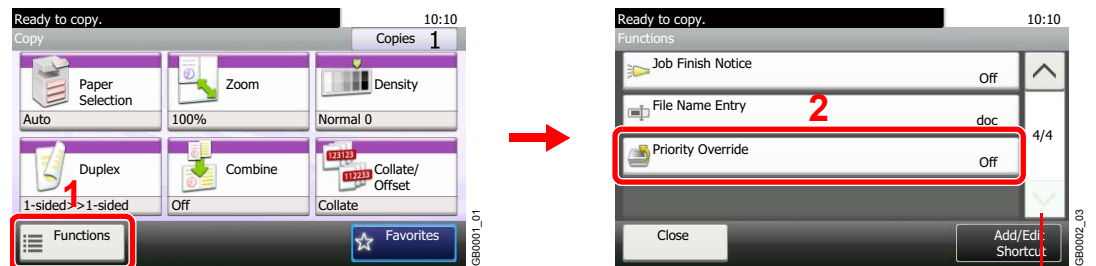 Ready to copy.
10:10
Copy
Copies 1
Paper
Selection
Auto
Zoom
100%
Density
Normal 0
Duplex
1-sided>>1-sided
Combine
Off
123123
112233
Collate/
Offset
Collate
1
Functions
Favorites
GB0001_01
Ready to copy.
10:10
Functions
Job Finish Notice
Off
File Name Entry
doc
2
4/4
Priority Override
Off
Close
Add/Edit
Shortcut
GB0002_03